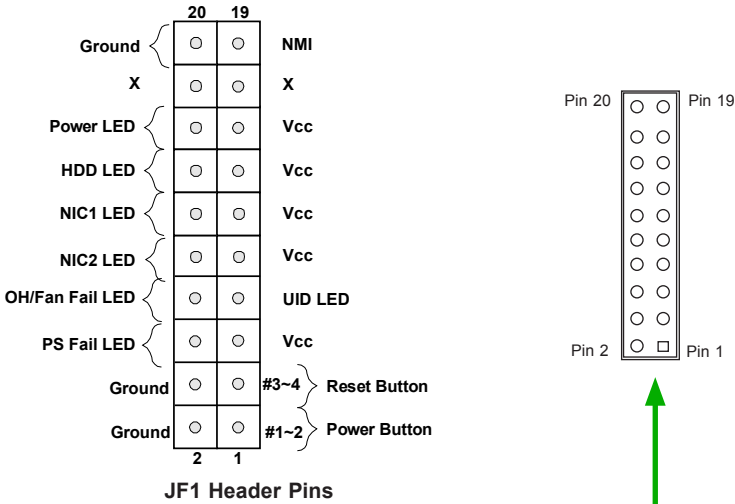 20 19
Ground NMI
X X
Power LED Vcc
HDD LED Vcc
NIC1 LED Vcc
NIC2 LED Vcc
OH/Fan Fail LED UID LED
PS Fail LED Vcc
Ground #3~4 Reset Button
Ground #1~2 Power Button
2 1
JF1 Header Pins
Pin 20 Pin 19
Pin 2 Pin 1